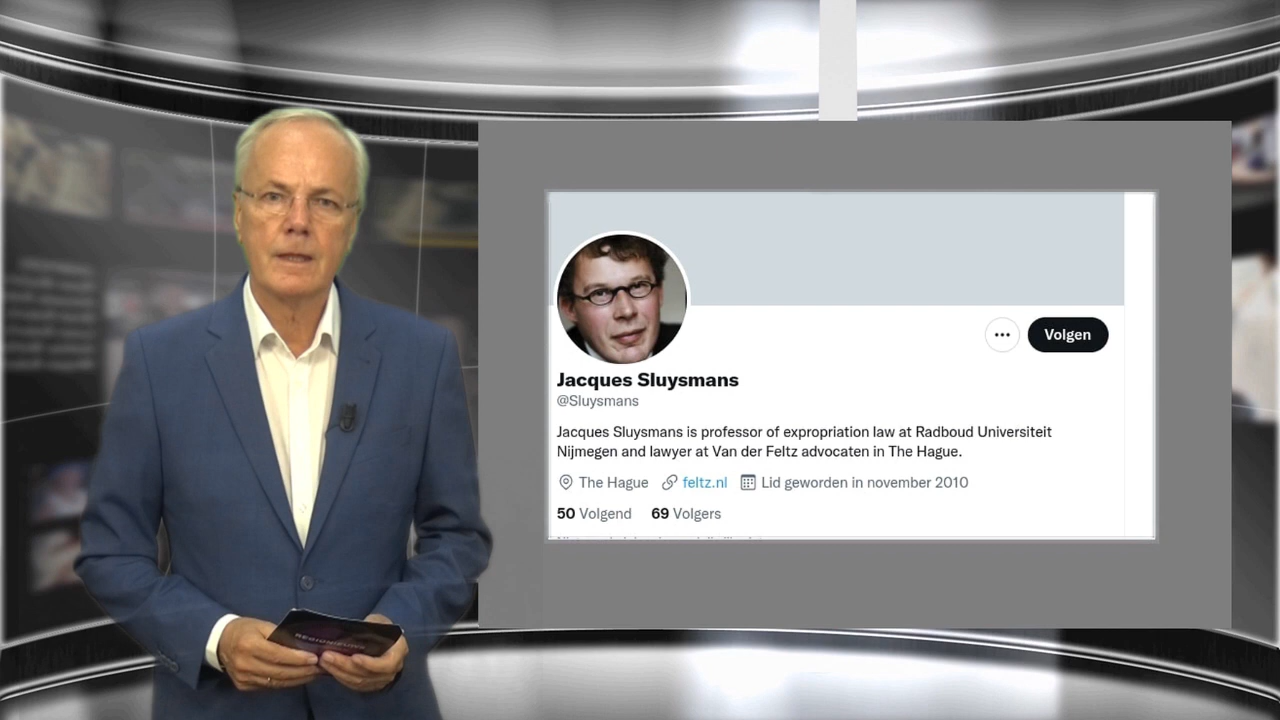 Jacques Sluysmans
@Sluysmans
Jacques Sluysmans is professor of expropriation law at Radboud Universiteit
Nijmegen and lawyer at Van der Feltz advocaten in The Hague.
The Hague feltz.nl Lid geworden in november 2010
50 Volgend 69 Volgers
Volgen